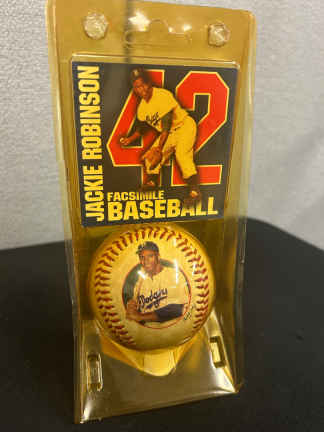 JACKIE ROBINSON
42
FACSIMILE
BASEBALL
Dodgers